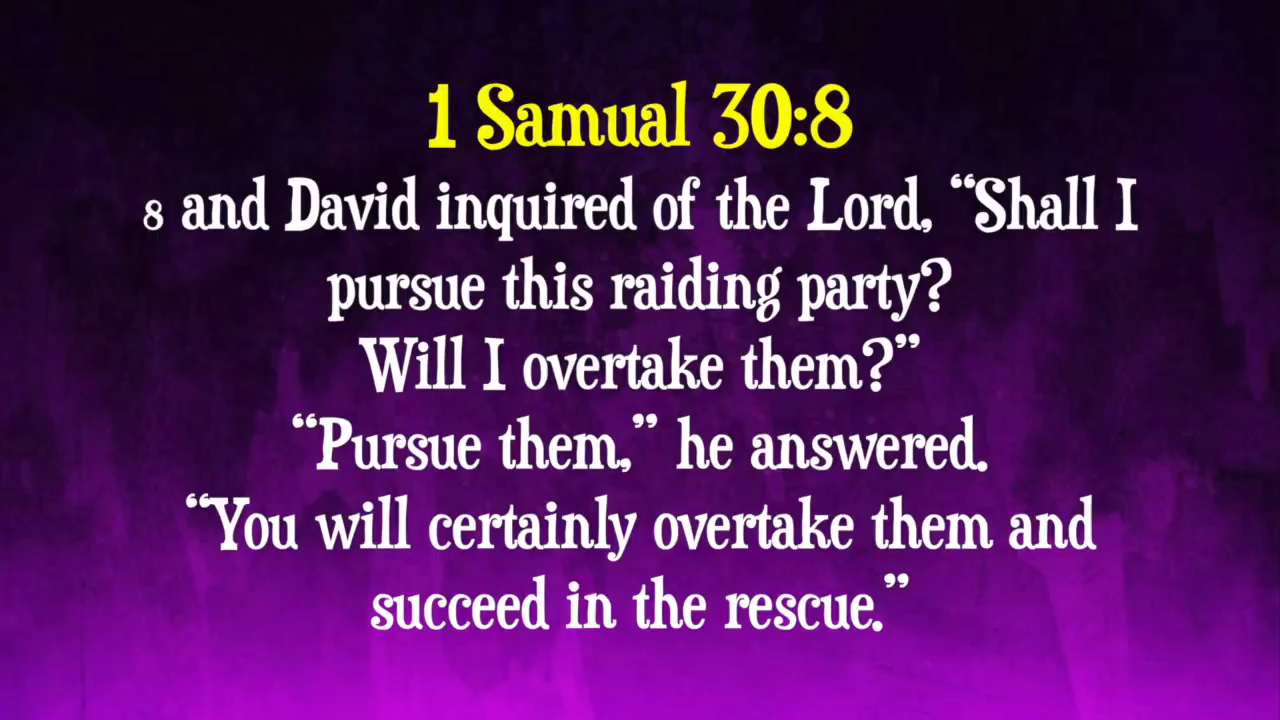 1 Samual 30:8
8 and David inquired of the Lord, “Shall I
pursue this raiding party?
Will I overtake them?”
“Pursue them,” he answered.
“You will certainly overtake them and
succeed in the rescue.”